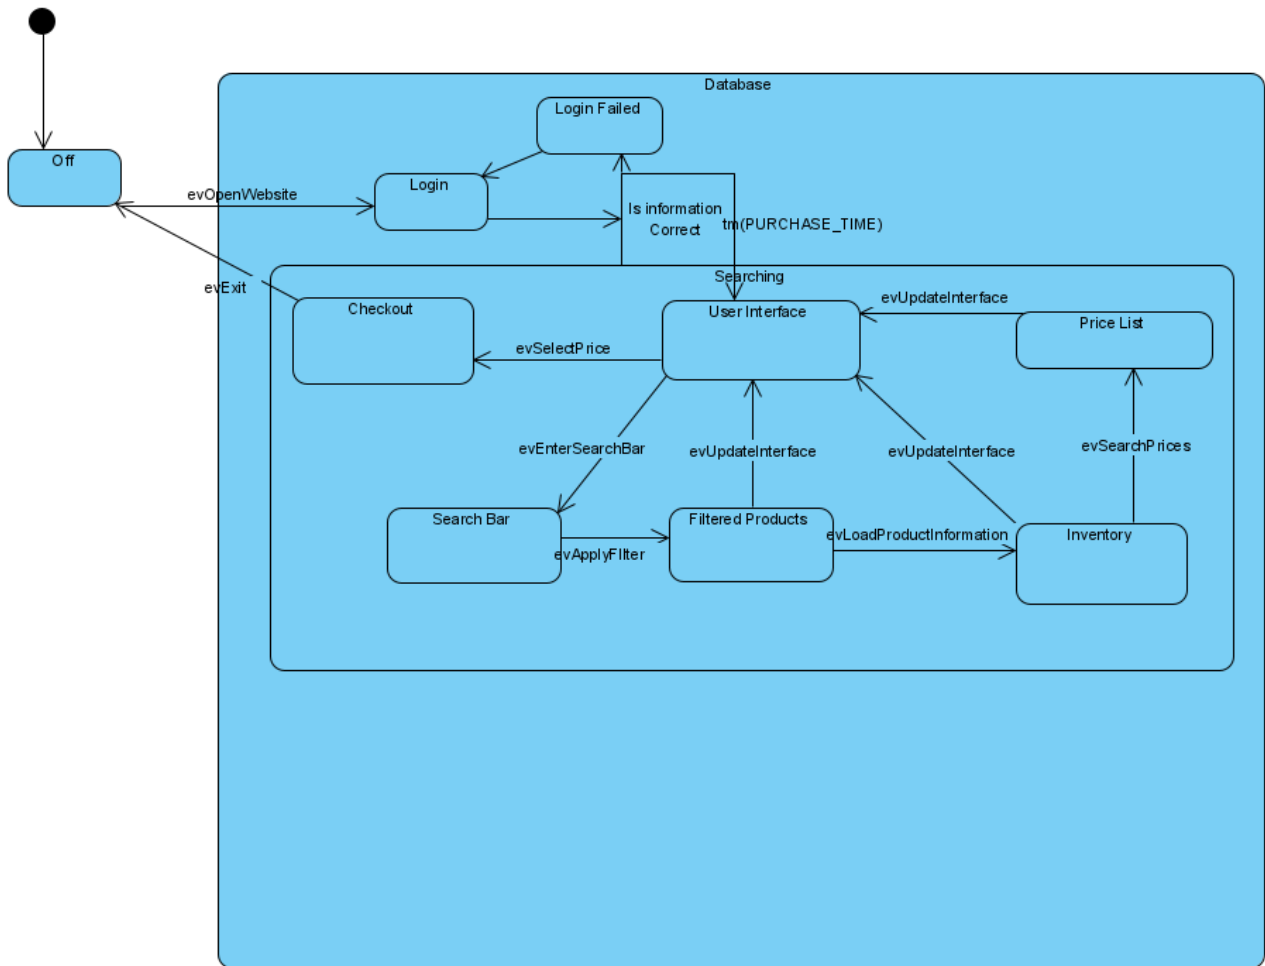 Database
Login Failed
Off
Login
evOpenWebsite
Is information
Correct
tm(PURCHASE_TIME)
Searching
evExit
Checkout
User Interface
evUpdateInterface
Price List
evSelectPrice
evEnterSearchBar
evUpdateInterface
evUpdateInterface
evSearchPrices
Search Bar
Filtered Products
Inventory
evApplyFIlter
evLoadProductInformation